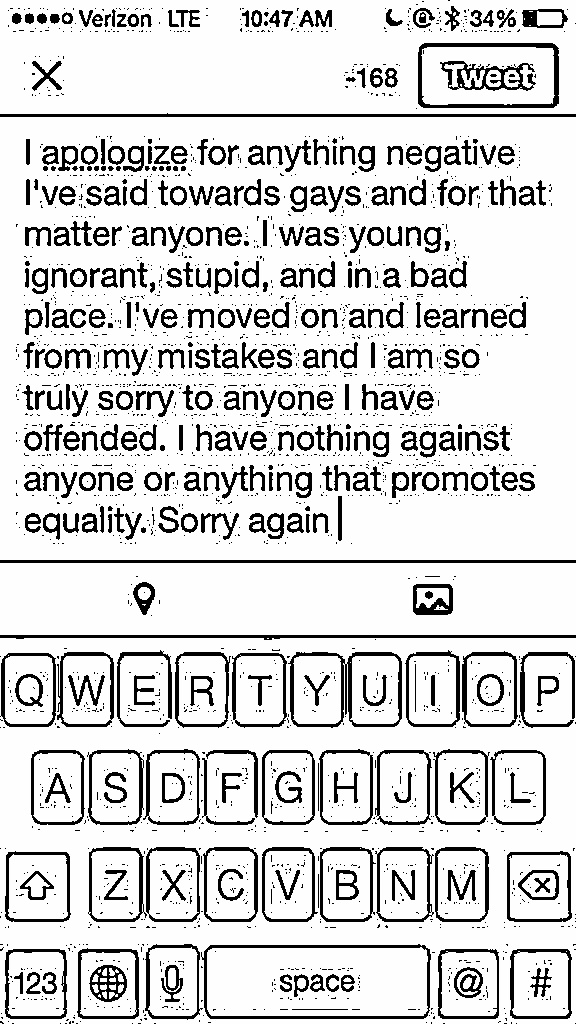 Verizon LTE 10:47 AM 34%
-168 Tweet
I apologize for anything negative
I've said towards gays and for that
matter anyone. I was young,
ignorant, stupid, and in a bad
place. I've moved on and learned
from my mistakes and I am so
truly sorry to anyone I have
offended. I have nothing against
anyone or anything that promotes
equality. Sorry again
Q W E R T Y U I O P
A S D F G H J K L
Z X C V B N M
123 space @ #